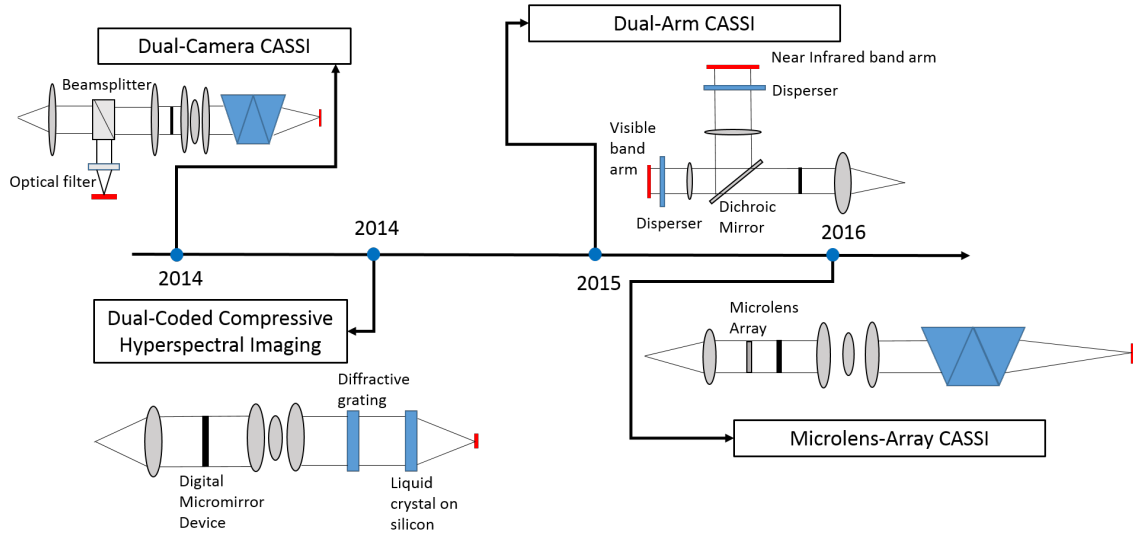 Dual-Camera CASSI
Beamsplitter
Optical filter
Dual-Arm CASSI
Near Infrared band arm
Disperser
Visible
band
arm
Disperser
Dichroic
Mirror
2014
2014
2015
2016
Dual-Coded Compressive
Hyperspectral Imaging
Diffractive
grating
Digital
Micromirror
Device
Liquid
crystal on
silicon
Microlens
Array
Microlens-Array CASSI